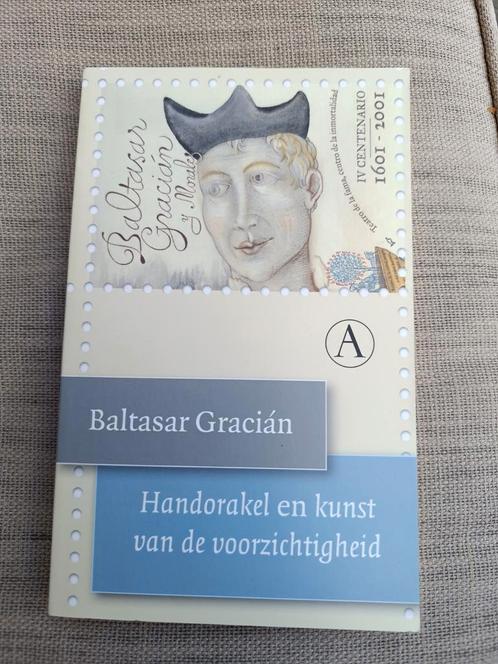 Baltasar
Gracián
y Morales
Teatro de la fama, centro de la inmortalidad
IV CENTENARIO
1601 - 2001
A
Baltasar Gracián
Handorakel en kunst
van de voorzichtigheid